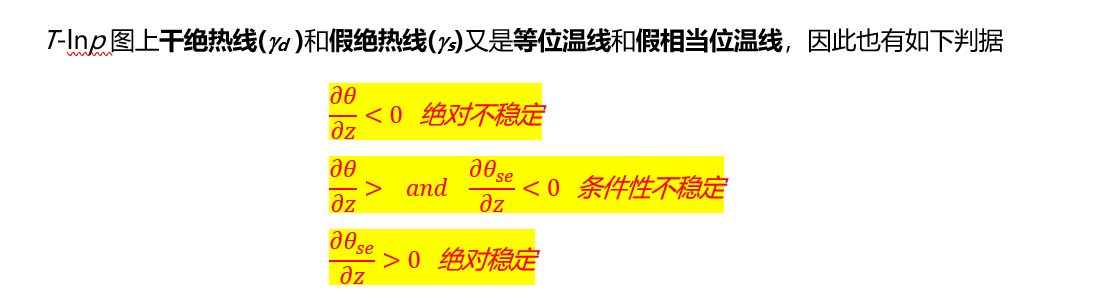 T-lnp图上干绝热线(γd )和假绝热线(γs)又是等位温线和假相当位温线，因此也有如下判据
∂θ/∂z < 0 绝对不稳定
∂θ/∂z > and ∂θse/∂z < 0 条件性不稳定
∂θse/∂z > 0 绝对稳定